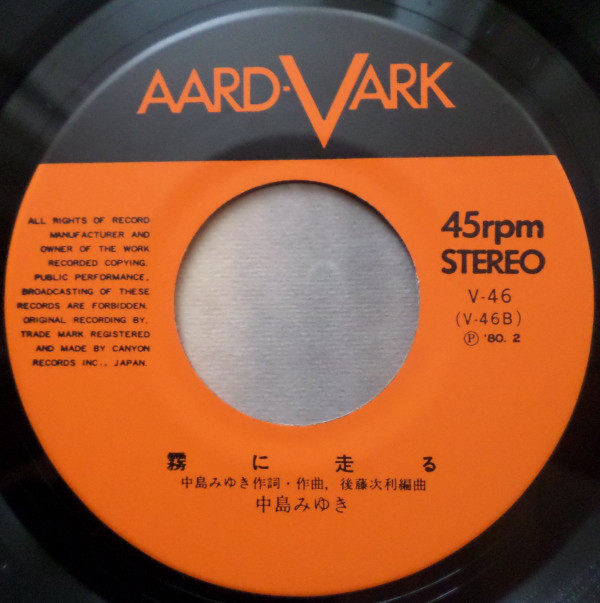 AARD-VARK
ALL RIGHTS OF RECORD
MANUFACTURER AND
OWNER OF THE WORK
RECORDED COPYING.
PUBLIC PERFORMANCE,
BROADCASTING OF THESE
RECORDS ARE FORBIDDEN.
ORIGINAL RECORDING BY.
TRADE MARK REGISTERED
AND MADE BY CANYON
RECORDS INC., JAPAN.
45rpm
STEREO
V-46
(V-46B)
Ⓟ '80. 2
霧に走る
中島みゆき作詞・作曲, 後藤次利編曲
中島みゆき